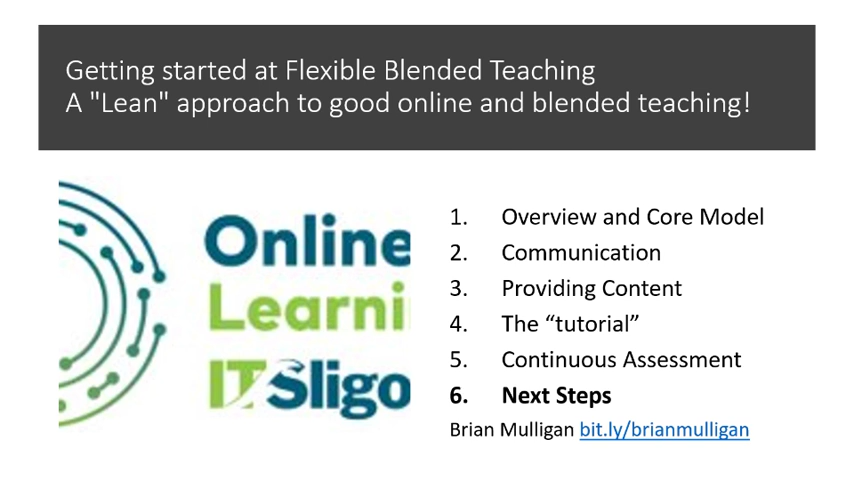 Getting started at Flexible Blended Teaching
A "Lean" approach to good online and blended teaching!
Online
Learni
IT Sligo
1. Overview and Core Model
2. Communication
3. Providing Content
4. The “tutorial”
5. Continuous Assessment
6. Next Steps
Brian Mulligan bit.ly/brianmulligan